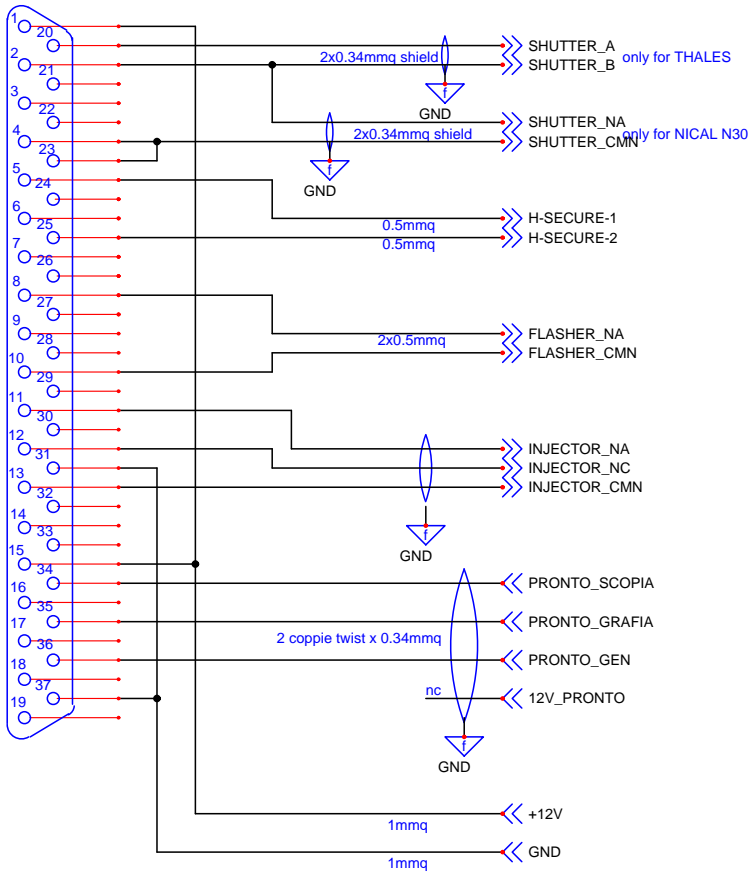 1
20
SHUTTER_A
2x0.34mmq shield
only for THALES
2
SHUTTER_B
21
f
3
GND
22
SHUTTER_NA
4
2x0.34mmq shield
only for NICAL N30
SHUTTER_CMN
23
f
5
24
GND
6
H-SECURE-1
0.5mmq
25
H-SECURE-2
0.5mmq
7
26
8
27
9
FLASHER_NA
2x0.5mmq
28
FLASHER_CMN
10
29
11
30
12
INJECTOR_NA
31
INJECTOR_NC
13
INJECTOR_CMN
32
14
f
33
GND
15
34
PRONTO_SCOPIA
16
35
17
PRONTO_GRAFIA
2 coppie twist x 0.34mmq
36
PRONTO_GEN
18
37
nc
12V_PRONTO
19
f
GND
+12V
1mmq
GND
1mmq